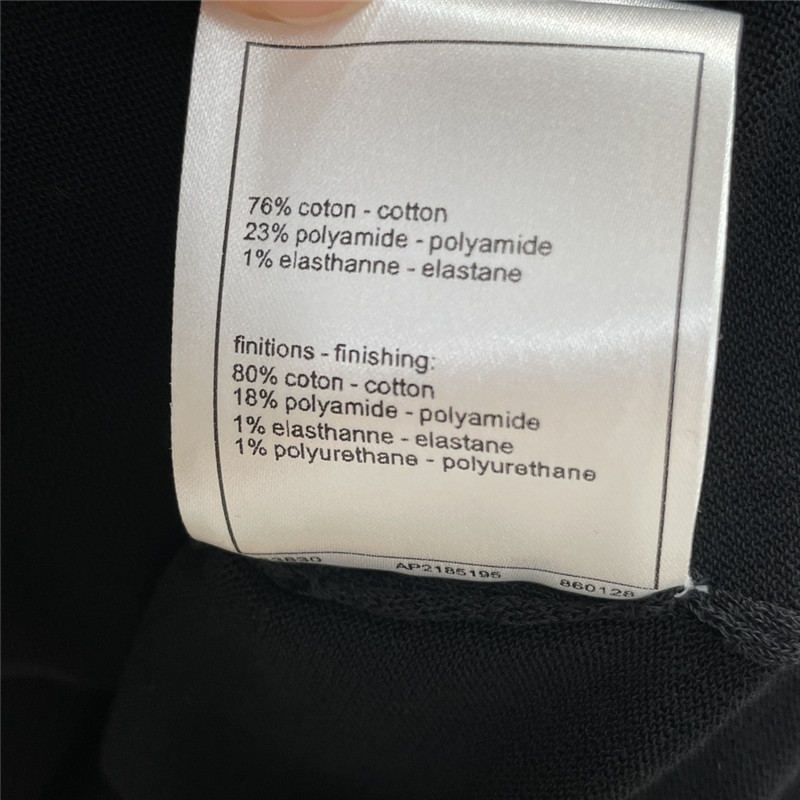 76% coton - cotton
23% polyamide - polyamide
1% elasthanne - elastane
finitions - finishing:
80% coton - cotton
18% polyamide - polyamide
1% elasthanne - elastane
1% polyurethane - polyurethane
AP2185195 860128